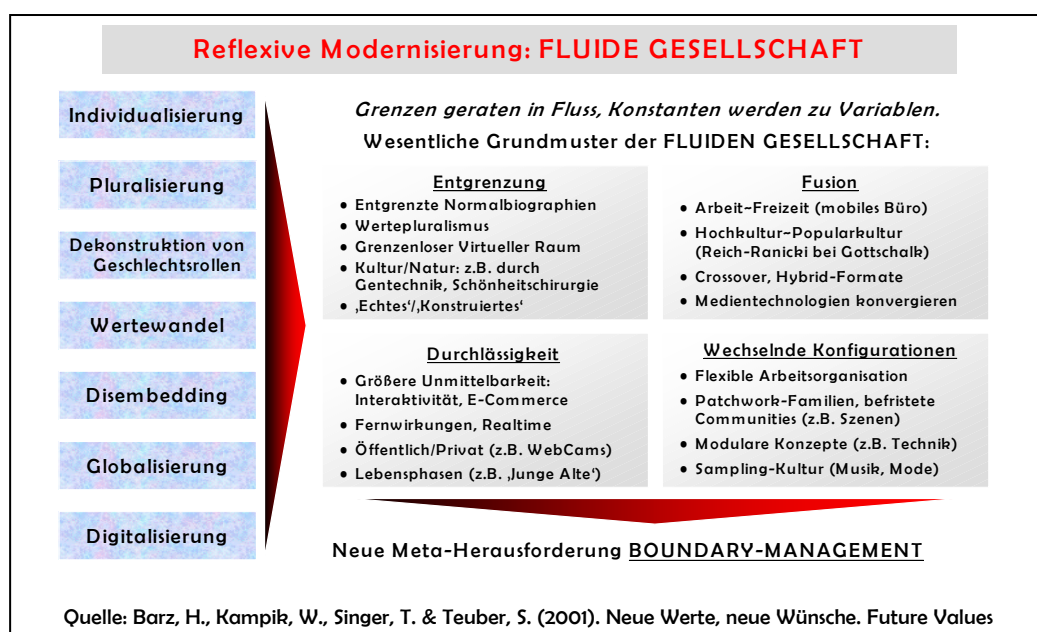 Reflexive Modernisierung: FLUIDE GESELLSCHAFT
Individualisierung
Pluralisierung
Dekonstruktion von
Geschlechtsrollen
Wertewandel
Disembedding
Globalisierung
Digitalisierung
Grenzen geraten in Fluss, Konstanten werden zu Variablen.
Wesentliche Grundmuster der FLUIDEN GESELLSCHAFT:
Entgrenzung
• Entgrenzte Normalbiographien
• Wertepluralismus
• Grenzenloser Virtueller Raum
• Kultur/Natur: z.B. durch
Gentechnik, Schönheitschirurgie
• ‚Echtes‘/‚Konstruiertes‘
Fusion
• Arbeit~Freizeit (mobiles Büro)
• Hochkultur~Popularkultur
(Reich-Ranicki bei Gottschalk)
• Crossover, Hybrid-Formate
• Medientechnologien konvergieren
Durchlässigkeit
• Größere Unmittelbarkeit:
Interaktivität, E-Commerce
• Fernwirkungen, Realtime
• Öffentlich/Privat (z.B. WebCams)
• Lebensphasen (z.B. ‚Junge Alte‘)
Wechselnde Konfigurationen
• Flexible Arbeitsorganisation
• Patchwork-Familien, befristete
Communities (z.B. Szenen)
• Modulare Konzepte (z.B. Technik)
• Sampling-Kultur (Musik, Mode)
Neue Meta-Herausforderung BOUNDARY-MANAGEMENT
Quelle: Barz, H., Kampik, W., Singer, T. & Teuber, S. (2001). Neue Werte, neue Wünsche. Future Values